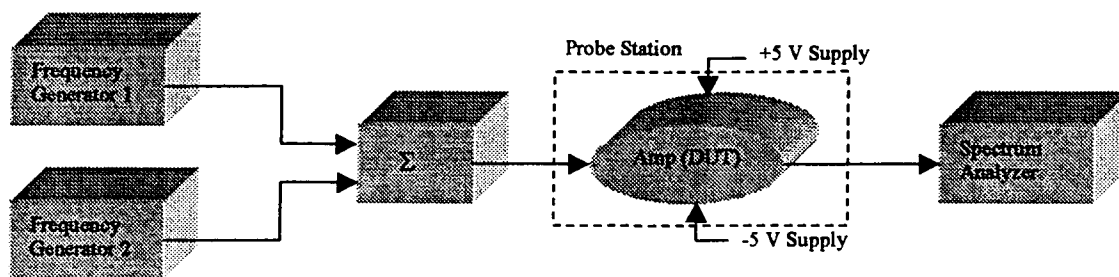 Frequency
Generator 1
Probe Station
+5 V Supply
Σ
Amp (DUT)
Spectrum
Analyzer
Frequency
Generator 2
-5 V Supply